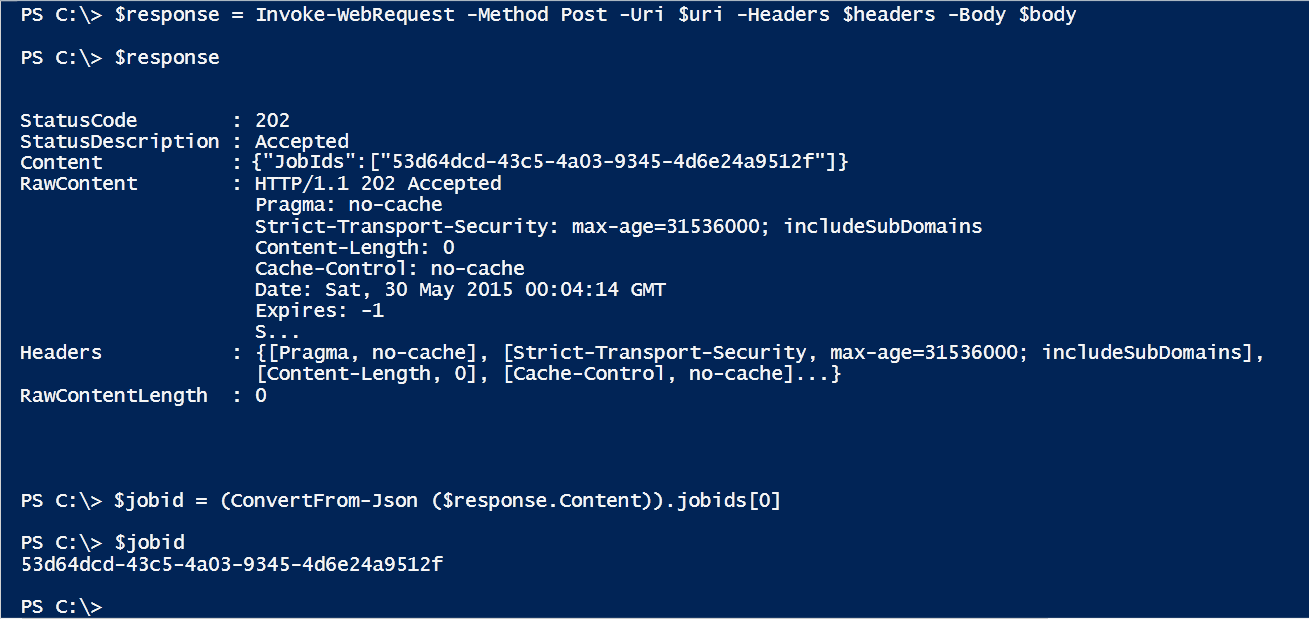 PS C:\> $response = Invoke-WebRequest -Method Post -Uri $uri -Headers $headers -Body $body
PS C:\> $response
StatusCode : 202
StatusDescription : Accepted
Content : {"JobIds":["53d64dcd-43c5-4a03-9345-4d6e24a9512f"]}
RawContent : HTTP/1.1 202 Accepted
Pragma: no-cache
Strict-Transport-Security: max-age=31536000; includeSubDomains
Content-Length: 0
Cache-Control: no-cache
Date: Sat, 30 May 2015 00:04:14 GMT
Expires: -1
S...
Headers : {[Pragma, no-cache], [Strict-Transport-Security, max-age=31536000; includeSubDomains],
[Content-Length, 0], [Cache-Control, no-cache]...}
RawContentLength : 0
PS C:\> $jobid = (ConvertFrom-Json ($response.Content)).jobids[0]
PS C:\> $jobid
53d64dcd-43c5-4a03-9345-4d6e24a9512f
PS C:\>